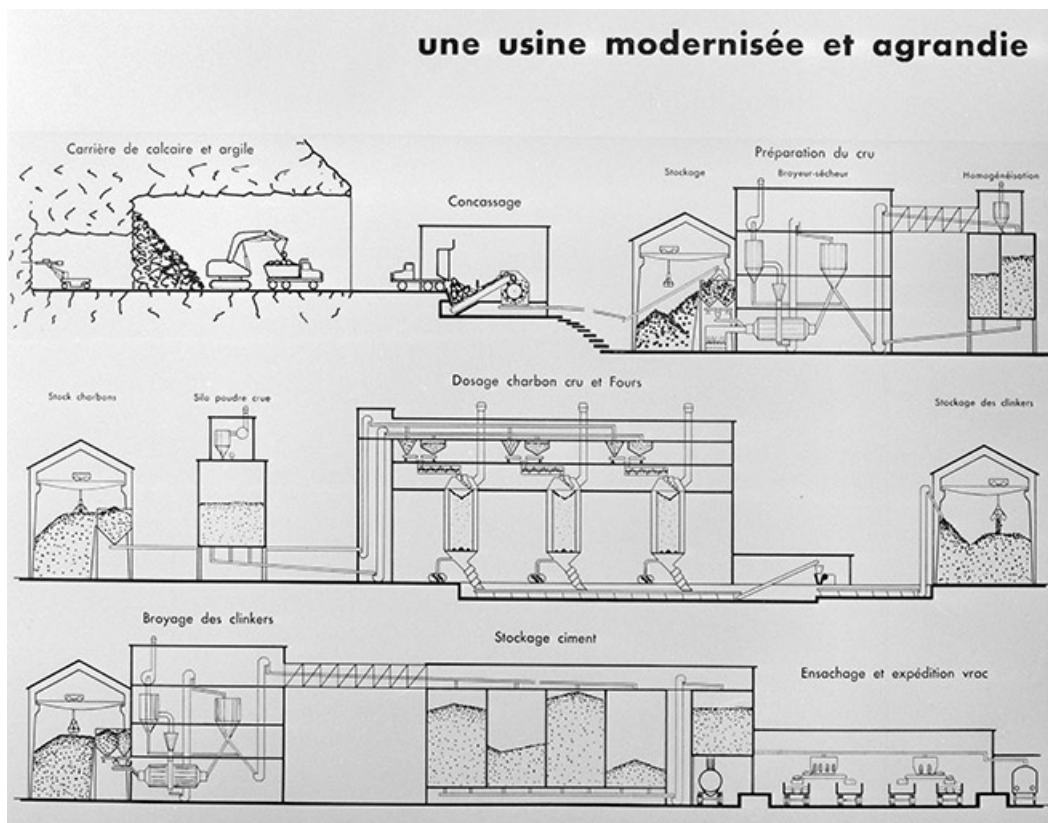 une usine modernisée et agrandie
Carrière de calcaire et argile
Concassage
Préparation du cru
Stockage
Broyeur-sécheur
Homogénéisation
Stock charbons
Silo poudre crue
Dosage charbon cru et Fours
Stockage des clinkers
Broyage des clinkers
Stockage ciment
Ensachage et expédition vrac